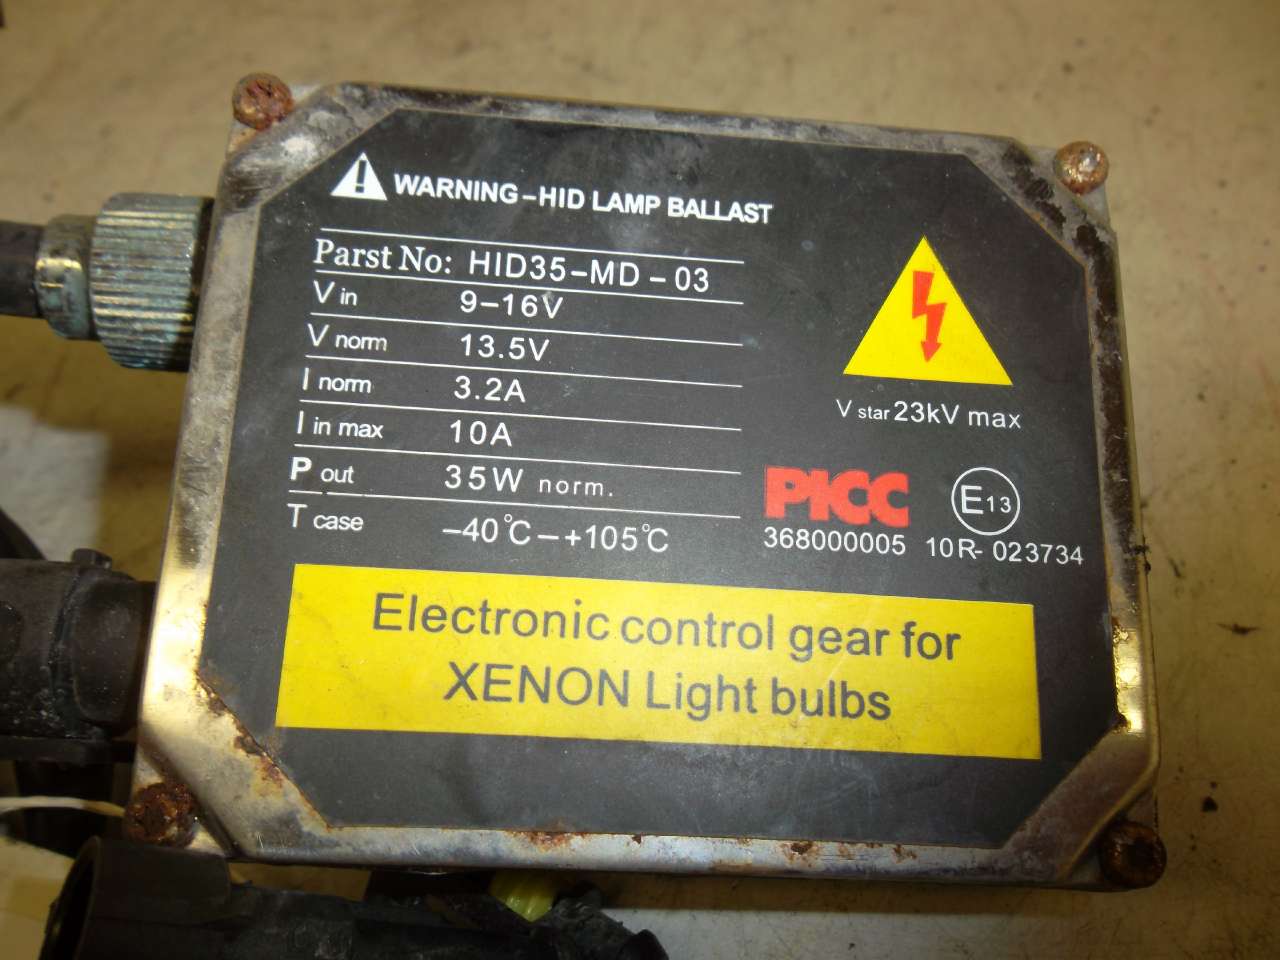 WARNING-HID LAMP BALLAST
Parst No: HID35-MD-03
V in 9-16V
V norm 13.5V
I norm 3.2A
I in max 10A
P out 35W norm.
T case -40℃-+105℃
V star 23kV max
PICC E13
368000005 10R-023734
Electronic control gear for
XENON Light bulbs